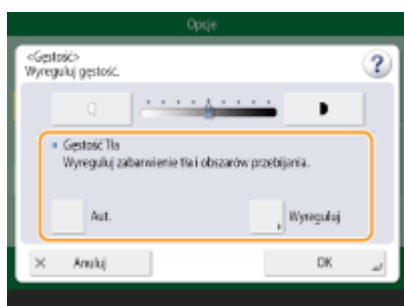 Opcje
<Gęstość>
Wyreguluj gęstość.
?
Gęstość Tła
Wyreguluj zabarwienie tła i obszarów przebijania.
Aut.
Wyreguluj
Anuluj
OK